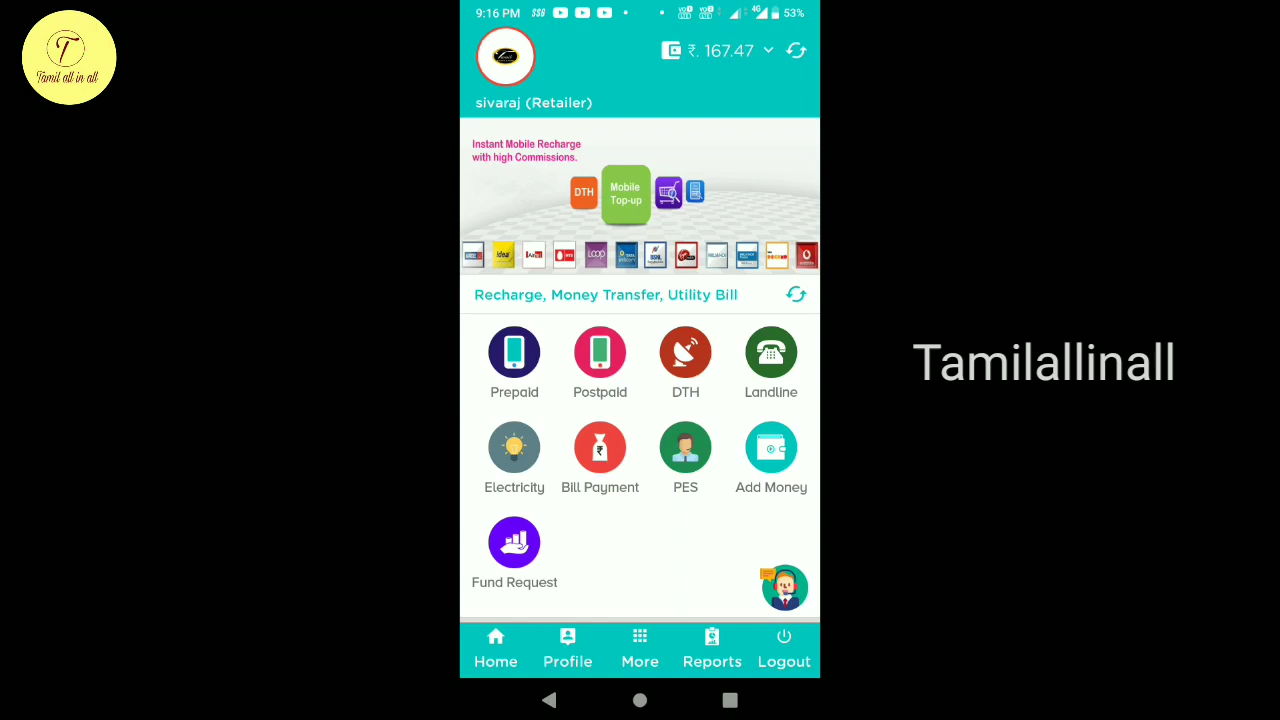 T
Tamil all in all
9:16 PM
4G
53%
₹. 167.47
sivaraj (Retailer)
Instant Mobile Recharge
with high Commissions.
DTH
Mobile
Top-up
Idea
LOOP
Recharge, Money Transfer, Utility Bill
Prepaid Postpaid DTH Landline
Electricity Bill Payment PES Add Money
Fund Request
Home Profile More Reports Logout
Tamilallinall